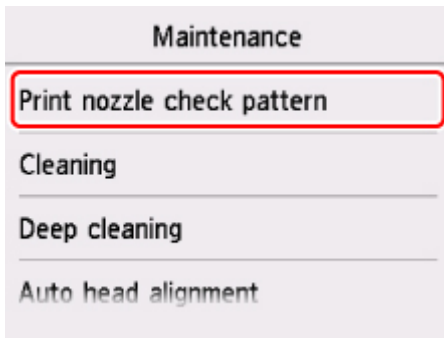 Maintenance
Print nozzle check pattern
Cleaning
Deep cleaning
Auto head alignment